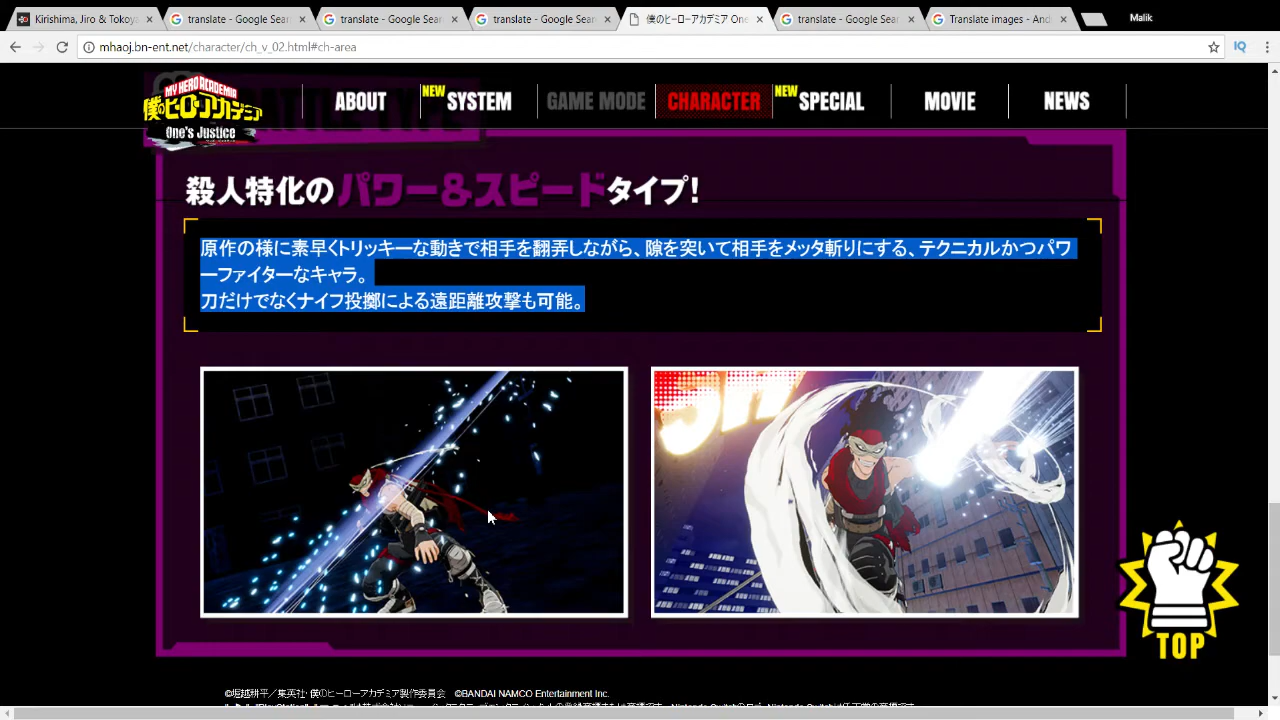 Kirishima, Jiro & Tokoya
translate - Google Sear
translate - Google Sear
translate - Google Sear
僕のヒーローアカデミア One'
translate - Google Sear
Translate images - And
Malik
mhaoj.bn-ent.net/character/ch_v_02.html#ch-area
MY HERO ACADEMIA
僕のヒーローアカデミア
One's Justice
ABOUT
NEW SYSTEM
GAME MODE
CHARACTER
NEW SPECIAL
MOVIE
NEWS
殺人特化のパワー&スピードタイプ!
原作の様に素早くトリッキーな動きで相手を翻弄しながら、隙を突いて相手をメッタ斬りにする、テクニカルかつパワ
ーファイターなキャラ。
刀だけでなくナイフ投擲による遠距離攻撃も可能。
TOP
©堀越耕平／集英社・僕のヒーローアカデミア製作委員会 ©BANDAI NAMCO Entertainment Inc.